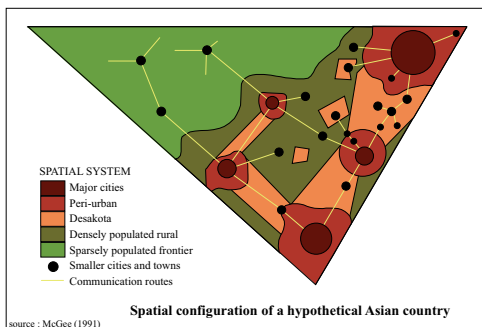 SPATIAL SYSTEM
Major cities
Peri-urban
Desakota
Densely populated rural
Sparsely populated frontier
Smaller cities and towns
Communication routes
Spatial configuration of a hypothetical Asian country
source : McGee (1991)